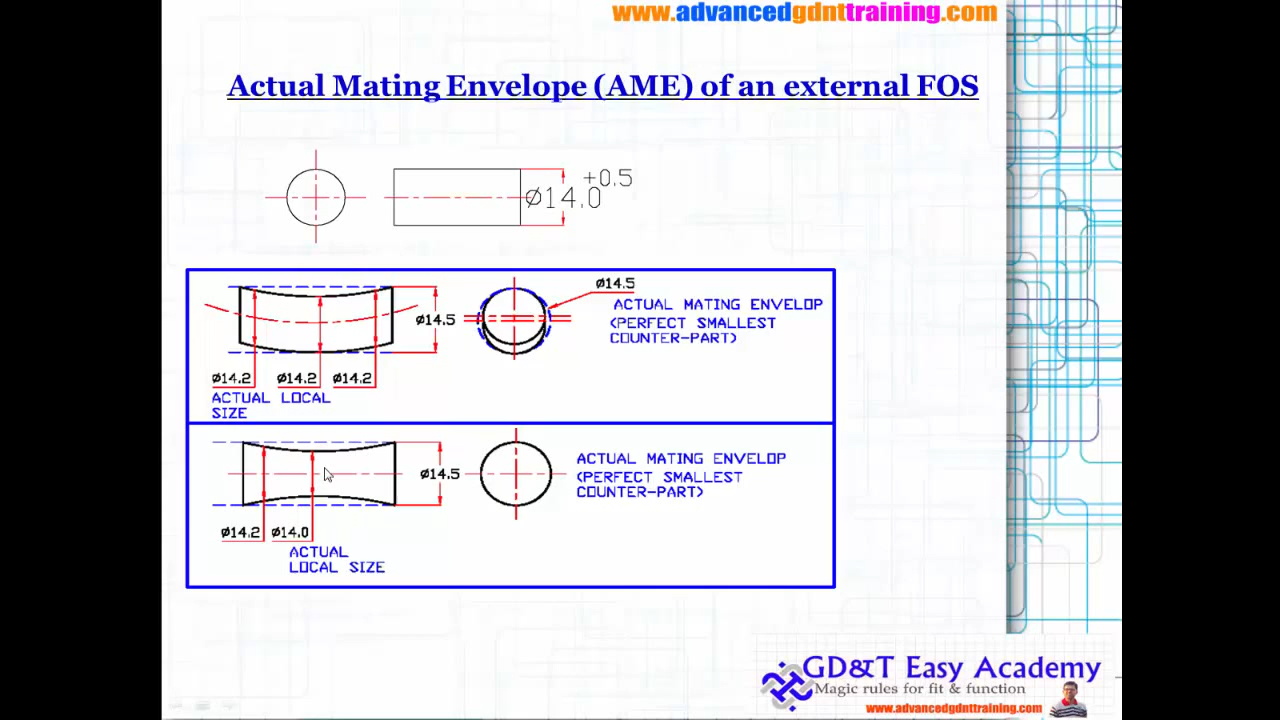 www.advancedgdnttraining.com
Actual Mating Envelope (AME) of an external FOS
+0.5
Ø14.0
Ø14.5
ACTUAL MATING ENVELOP
(PERFECT SMALLEST
COUNTER-PART)
Ø14.5
Ø14.2 Ø14.2 Ø14.2
ACTUAL LOCAL
SIZE
ACTUAL MATING ENVELOP
(PERFECT SMALLEST
COUNTER-PART)
Ø14.5
Ø14.2 Ø14.0
ACTUAL
LOCAL SIZE
GD&T Easy Academy
Magic rules for fit & function
www.advancedgdnttraining.com